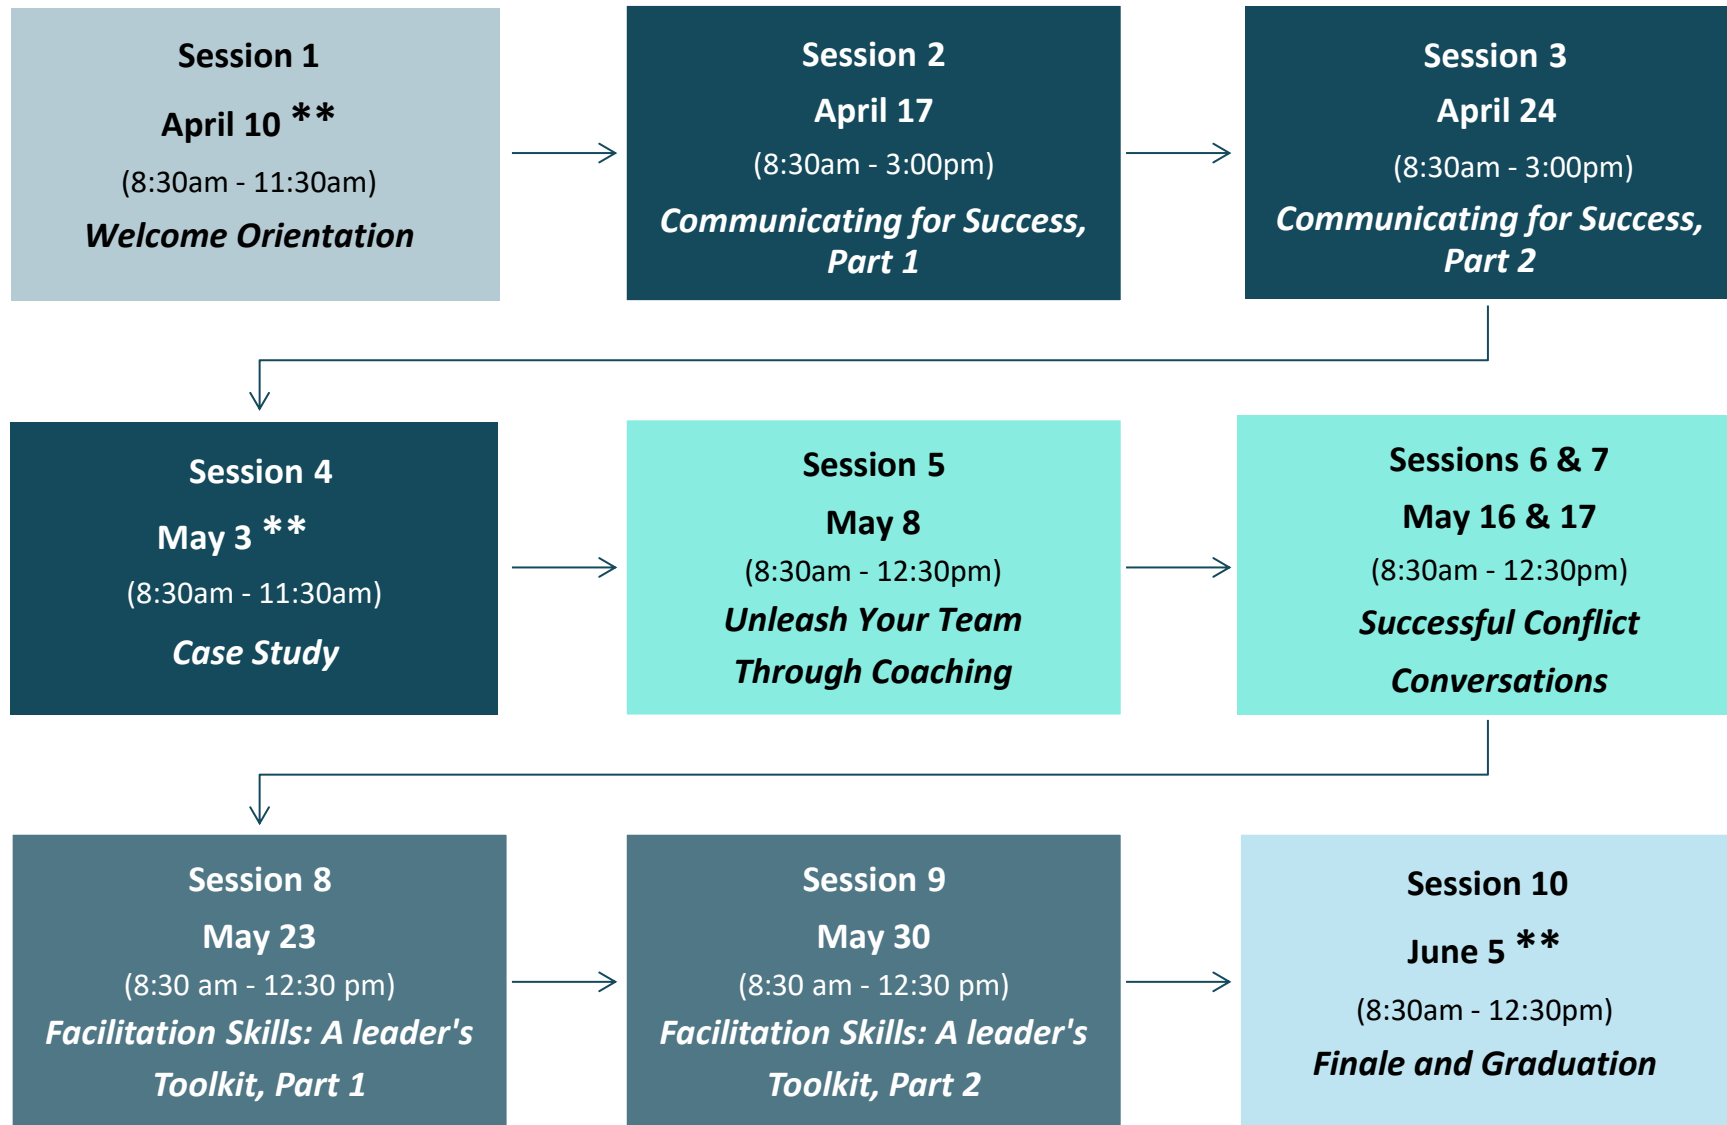 Session 1
April 10 **
(8:30am - 11:30am)
Welcome Orientation
Session 2
April 17
(8:30am - 3:00pm)
Communicating for Success,
Part 1
Session 3
April 24
(8:30am - 3:00pm)
Communicating for Success,
Part 2
Session 4
May 3 **
(8:30am - 11:30am)
Case Study
Session 5
May 8
(8:30am - 12:30pm)
Unleash Your Team
Through Coaching
Sessions 6 & 7
May 16 & 17
(8:30am - 12:30pm)
Successful Conflict
Conversations
Session 8
May 23
(8:30 am - 12:30 pm)
Facilitation Skills: A leader's
Toolkit, Part 1
Session 9
May 30
(8:30 am - 12:30 pm)
Facilitation Skills: A leader's
Toolkit, Part 2
Session 10
June 5 **
(8:30am - 12:30pm)
Finale and Graduation